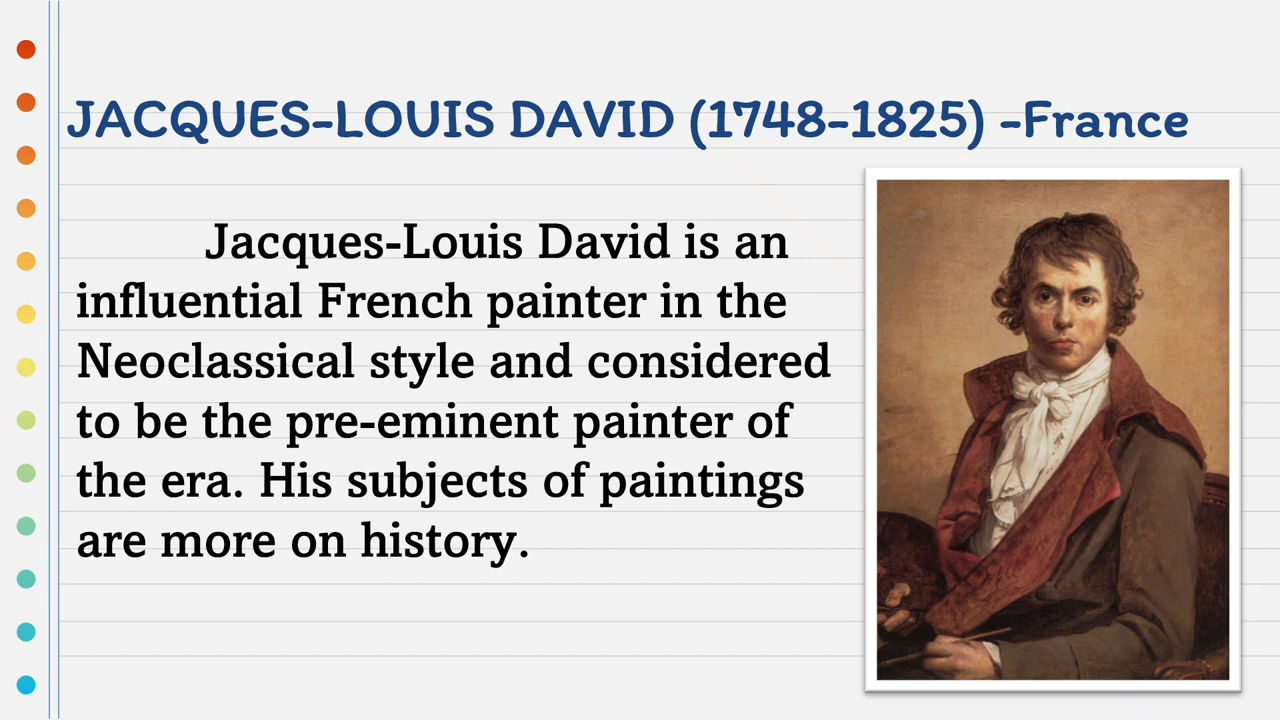 JACQUES-LOUIS DAVID (1748-1825) -France
Jacques-Louis David is an
influential French painter in the
Neoclassical style and considered
to be the pre-eminent painter of
the era. His subjects of paintings
are more on history.